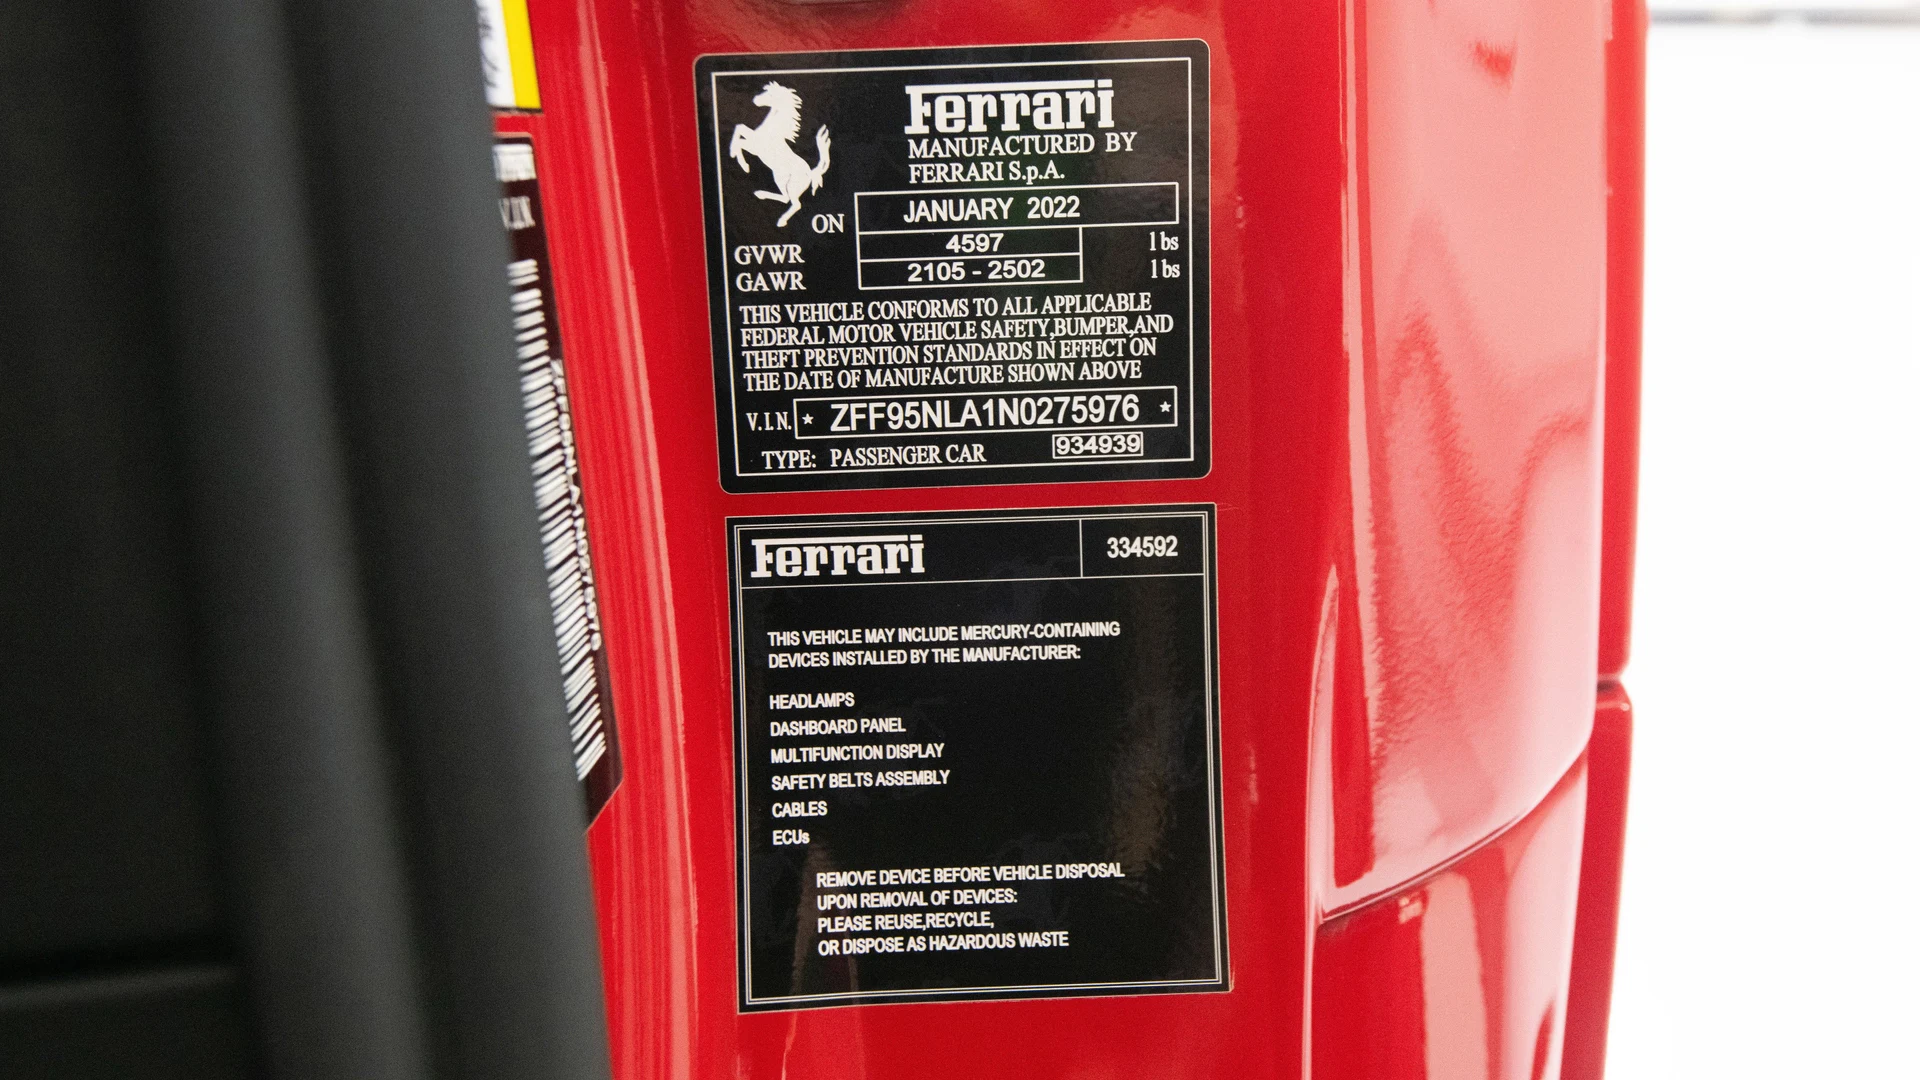 Ferrari
MANUFACTURED BY
FERRARI S.p.A.
ON JANUARY 2022
GVWR 4597 lbs
GAWR 2105 - 2502 lbs
THIS VEHICLE CONFORMS TO ALL APPLICABLE
FEDERAL MOTOR VEHICLE SAFETY,BUMPER,AND
THEFT PREVENTION STANDARDS IN EFFECT ON
THE DATE OF MANUFACTURE SHOWN ABOVE
V.I.N. * ZFF95NLA1N0275976 *
TYPE: PASSENGER CAR 934939
Ferrari 334592
THIS VEHICLE MAY INCLUDE MERCURY-CONTAINING
DEVICES INSTALLED BY THE MANUFACTURER:
HEADLAMPS
DASHBOARD PANEL
MULTIFUNCTION DISPLAY
SAFETY BELTS ASSEMBLY
CABLES
ECUs
REMOVE DEVICE BEFORE VEHICLE DISPOSAL
UPON REMOVAL OF DEVICES:
PLEASE REUSE,RECYCLE,
OR DISPOSE AS HAZARDOUS WASTE